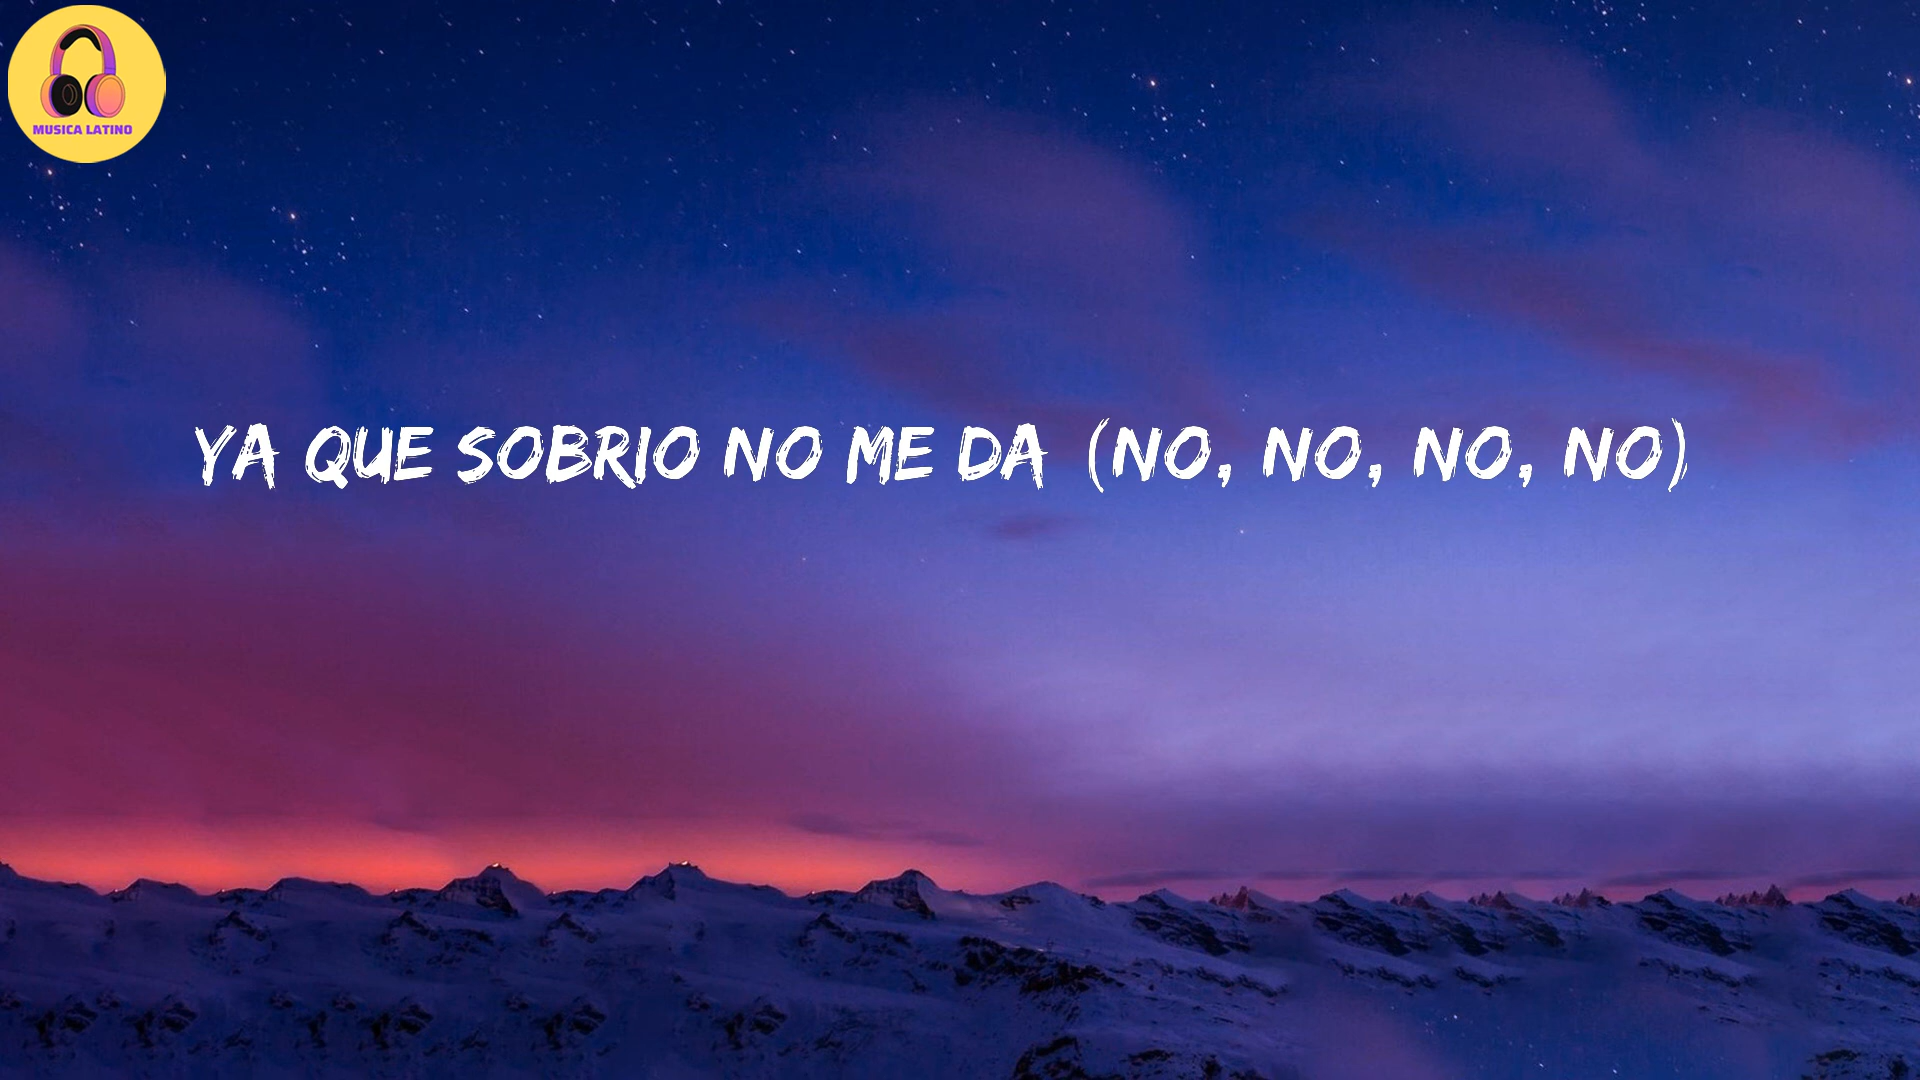 MUSICA LATINO
YA QUE SOBRIO NO ME DA (NO, NO, NO, NO)